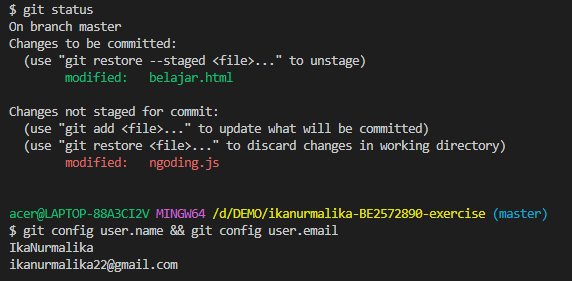 $ git status
On branch master
Changes to be committed:
  (use "git restore --staged <file>..." to unstage)
        modified:   belajar.html

Changes not staged for commit:
  (use "git add <file>..." to update what will be committed)
  (use "git restore <file>..." to discard changes in working directory)
        modified:   ngoding.js

acer@LAPTOP-88A3CI2V MINGW64 /d/DEMO/ikanurmalika-BE2572890-exercise (master)
$ git config user.name && git config user.email
IkaNurmalika
ikanurmalika22@gmail.com